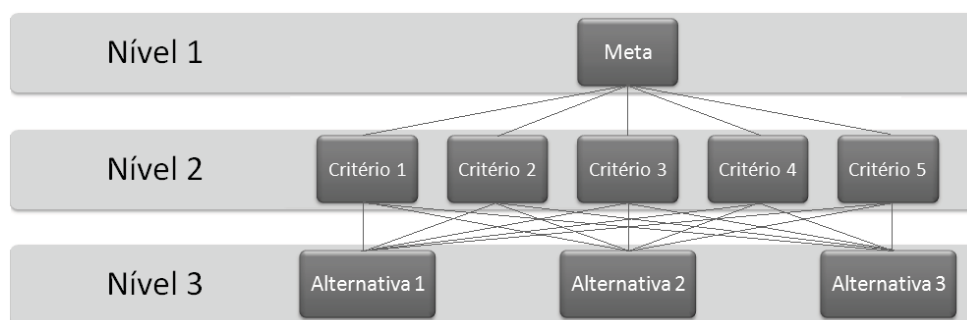 Nível 1
Meta
Nível 2
Critério 1
Critério 2
Critério 3
Critério 4
Critério 5
Nível 3
Alternativa 1
Alternativa 2
Alternativa 3